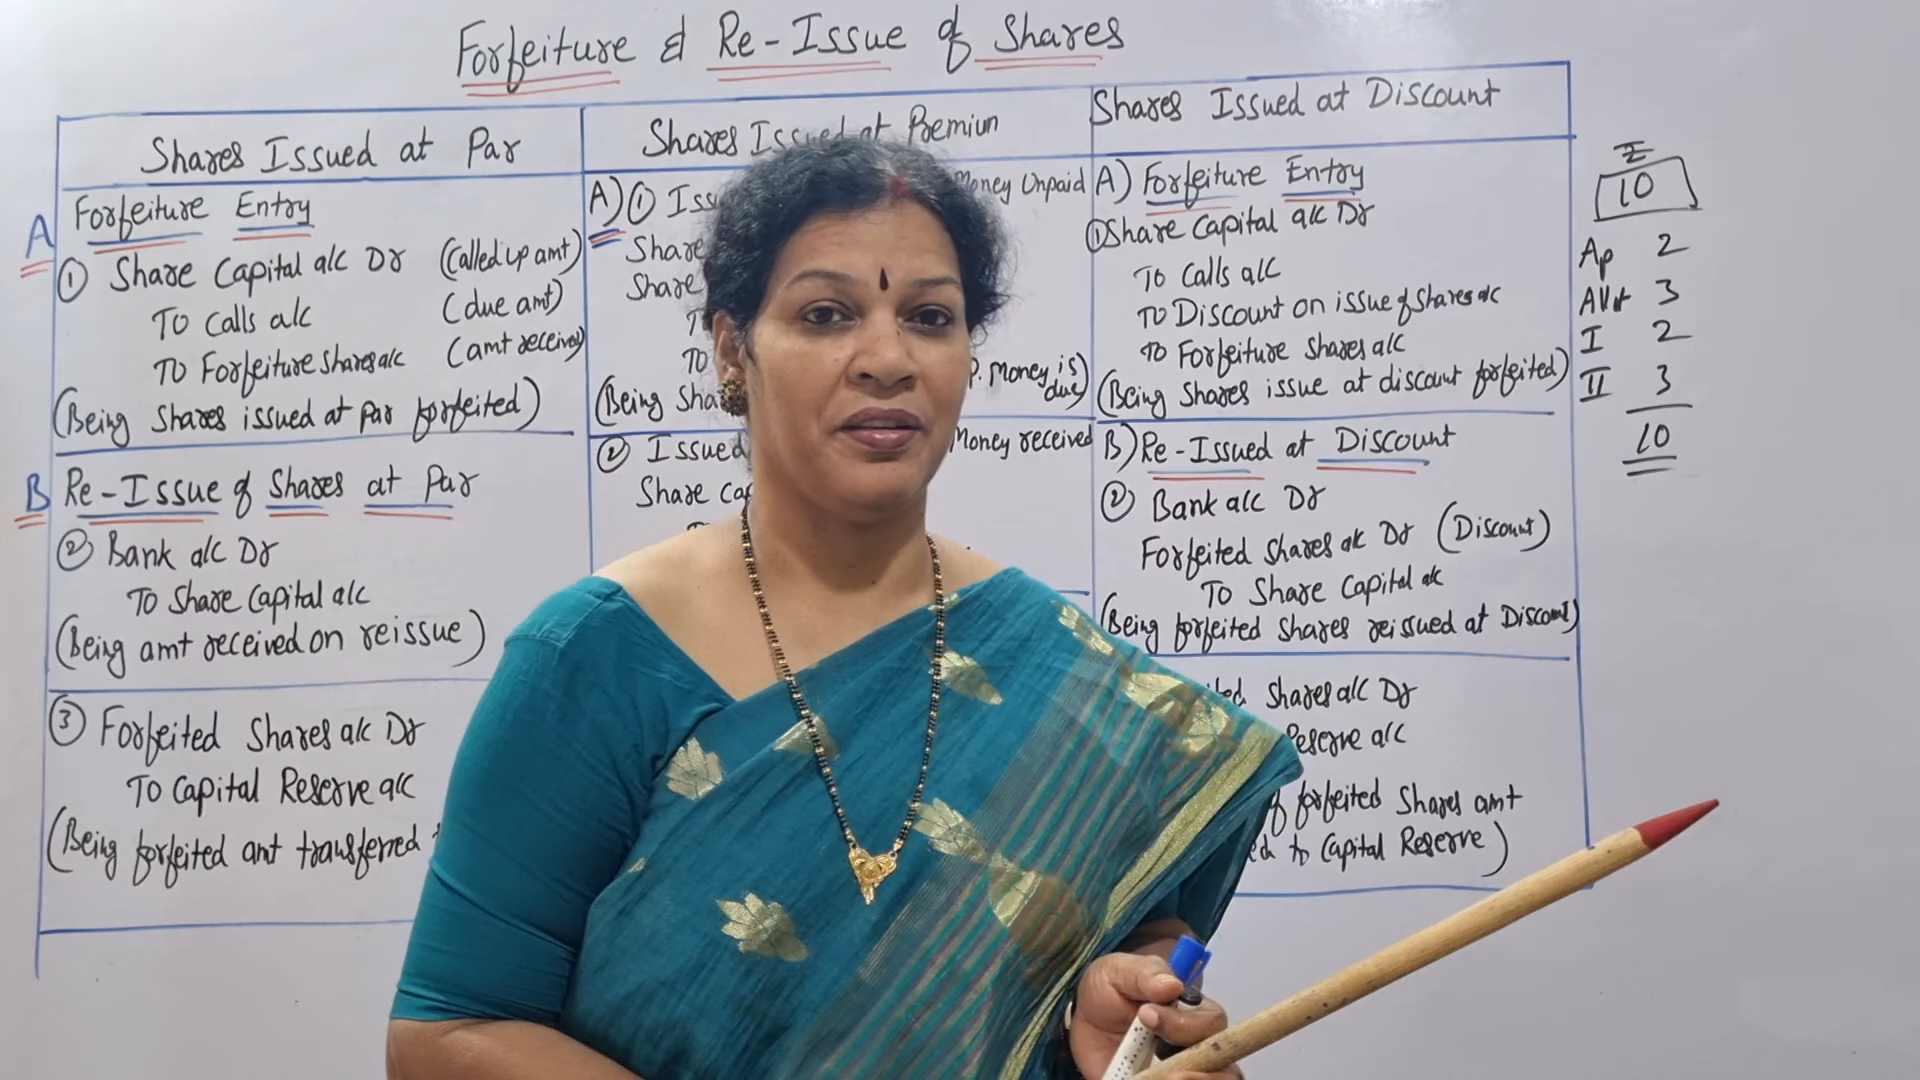 Forfeiture & Re-Issue of Shares
Shares Issued at Par
A
Forfeiture Entry
① Share Capital a/c Dr (Called up amt)
To Calls a/c (due amt)
To Forfeiture Shares a/c (amt received)
(Being Shares issued at par forfeited)
B
Re-Issue of Shares at Par
② Bank a/c Dr
To Share Capital a/c
(Being amt received on reissue)
③ Forfeited Shares a/c Dr
To Capital Reserve a/c
(Being forfeited amt transferred
Shares Issued at Premiun
A) ① Money Unpaid
Share
Share
To
P. Money is due)
(Being
② Issued Money received
Share
Shares Issued at Discount
A) Forfeiture Entry
① Share Capital a/c Dr
To Calls a/c
To Discount on issue of Shares a/c
To Forfeiture Shares a/c
(Being Shares issue at discount forfeited)
B) Re-Issued at Discount
② Bank a/c Dr
Forfeited Shares a/c Dr (Discount)
To Share Capital a/c
(Being forfeited Shares reissued at Discount)
Shares a/c Dr
Reserve a/c
of forfeited Shares amt
to Capital Reserve)
10
Ap 2
Allt 3
I 2
II 3
10